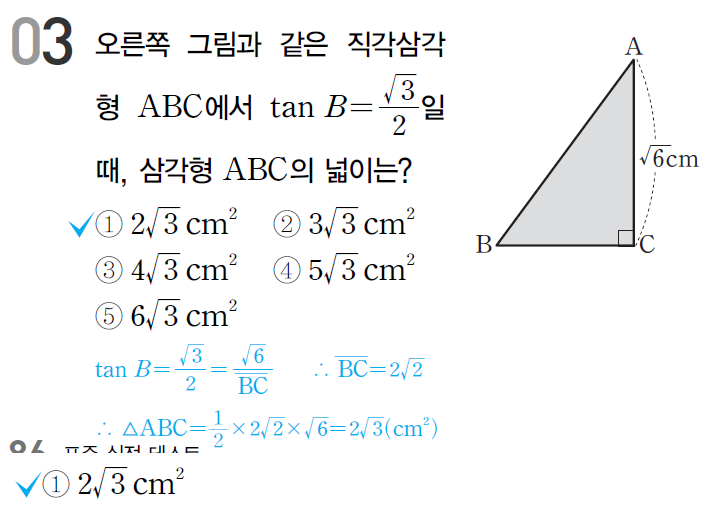 03 오른쪽 그림과 같은 직각삼각
형 ABC에서 tan B=√3/2일
때, 삼각형 ABC의 넓이는?
① 2√3 cm² ② 3√3 cm²
③ 4√3 cm² ④ 5√3 cm²
⑤ 6√3 cm²
tan B=√3/2=√6/B̅C̅ ∴ B̅C̅=2√2
∴ △ABC=1/2×2√2×√6=2√3(cm²)
① 2√3 cm²
A
√6cm
B
C